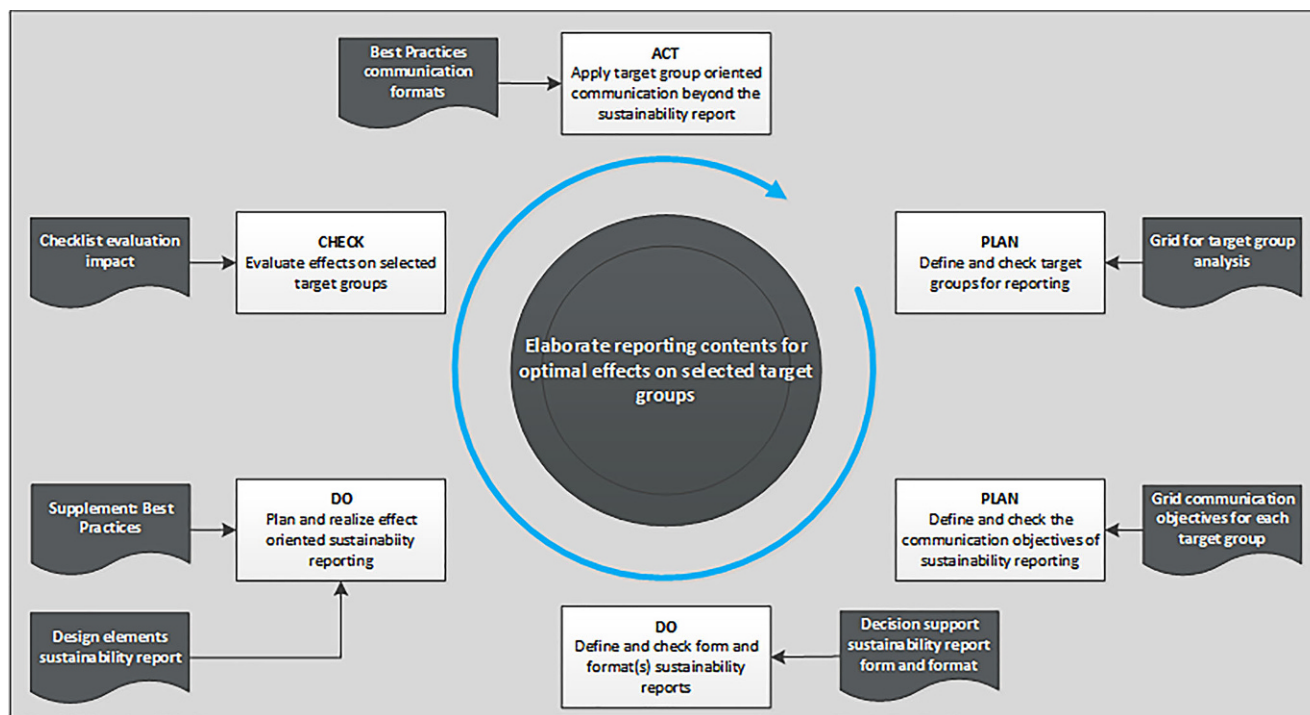 Best Practices
communication
formats
ACT
Apply target group oriented
communication beyond the
sustainability report
Checklist evaluation
impact
CHECK
Evaluate effects on selected
target groups
PLAN
Define and check target
groups for reporting
Grid for target group
analysis
Elaborate reporting contents for
optimal effects on selected target
groups
Supplement: Best
Practices
DO
Plan and realize effect
oriented sustainabiity
reporting
PLAN
Define and check the
communication objectives of
sustainability reporting
Grid communication
objectives for each
target group
Design elements
sustainability report
DO
Define and check form and
format(s) sustainability
reports
Decision support
sustainability report
form and format